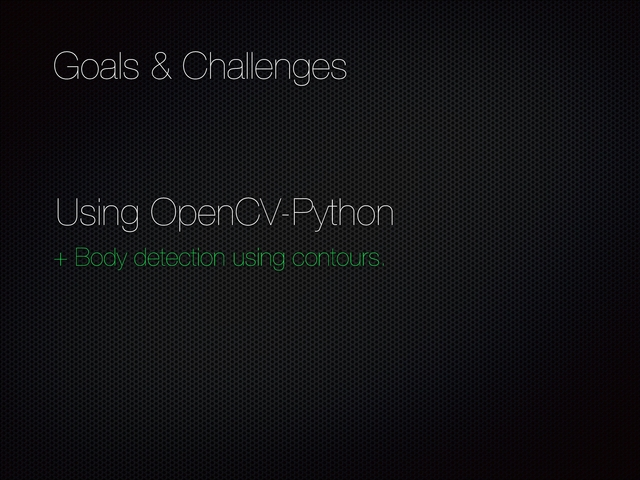 Goals & Challenges
Using OpenCV-Python
+ Body detection using contours.